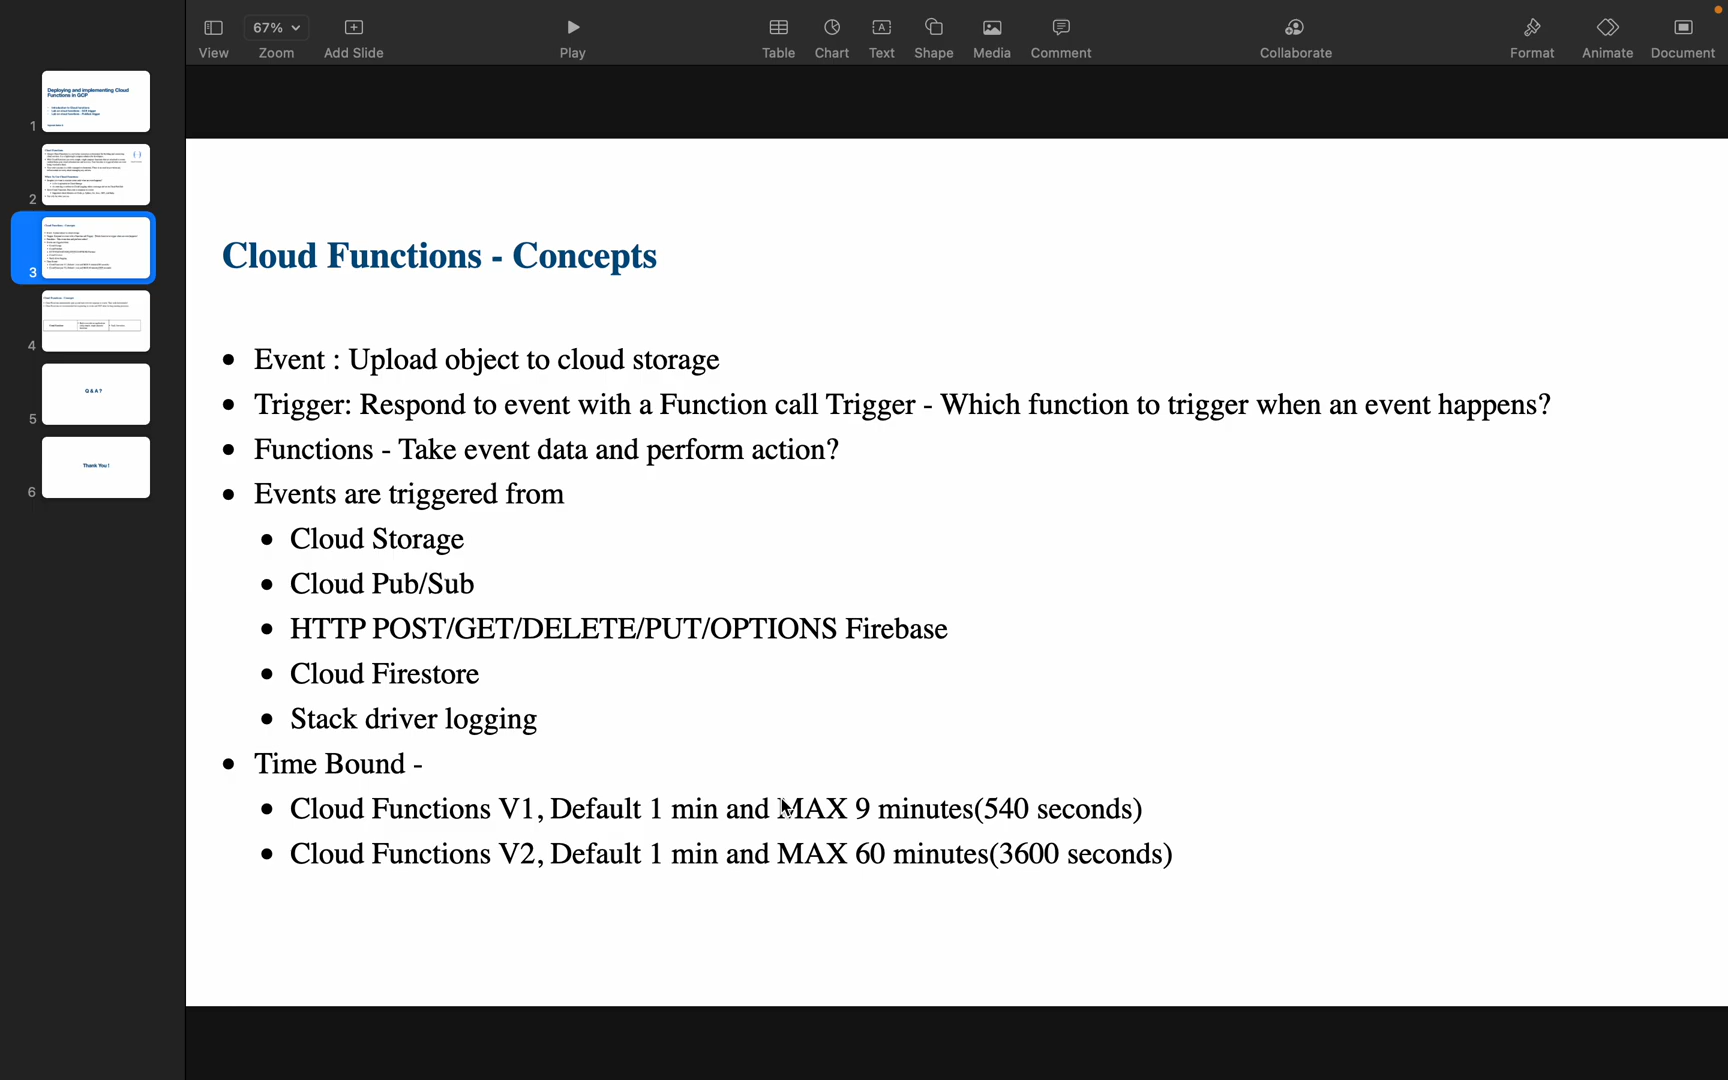 67%
View
Zoom
Add Slide
Play
Table
Chart
Text
Shape
Media
Comment
Collaborate
Format
Animate
Document
Deploying and implementing Cloud
Functions in GCP
1
2
3
4
Q & A ?
5
Thank You !
6
Cloud Functions - Concepts
• Event : Upload object to cloud storage
• Trigger: Respond to event with a Function call Trigger - Which function to trigger when an event happens?
• Functions - Take event data and perform action?
• Events are triggered from
• Cloud Storage
• Cloud Pub/Sub
• HTTP POST/GET/DELETE/PUT/OPTIONS Firebase
• Cloud Firestore
• Stack driver logging
• Time Bound -
• Cloud Functions V1, Default 1 min and MAX 9 minutes(540 seconds)
• Cloud Functions V2, Default 1 min and MAX 60 minutes(3600 seconds)